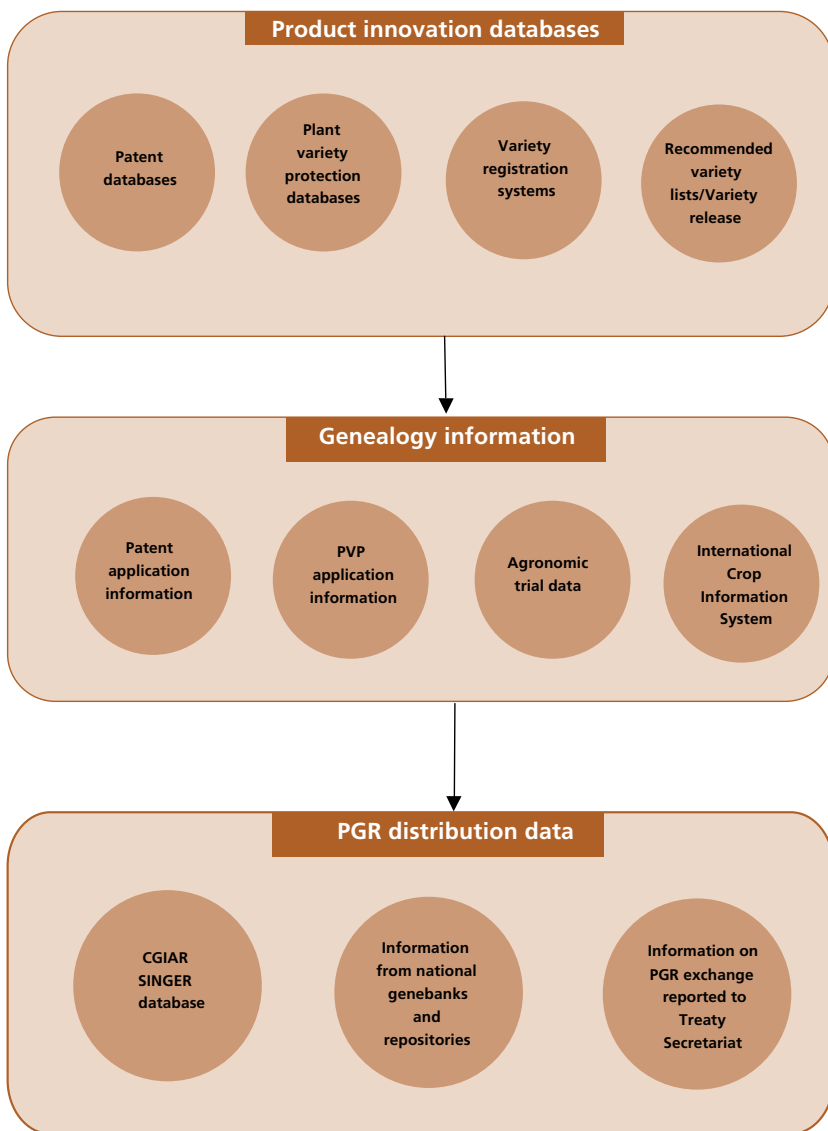 Product innovation databases
Patent
databases
Plant
variety
protection
databases
Variety
registration
systems
Recommended
variety
lists/Variety
release
Genealogy information
Patent
application
information
PVP
application
information
Agronomic
trial data
International
Crop
Information
System
PGR distribution data
CGIAR
SINGER
database
Information
from national
genebanks
and
repositories
Information on
PGR exchange
reported to
Treaty
Secretariat